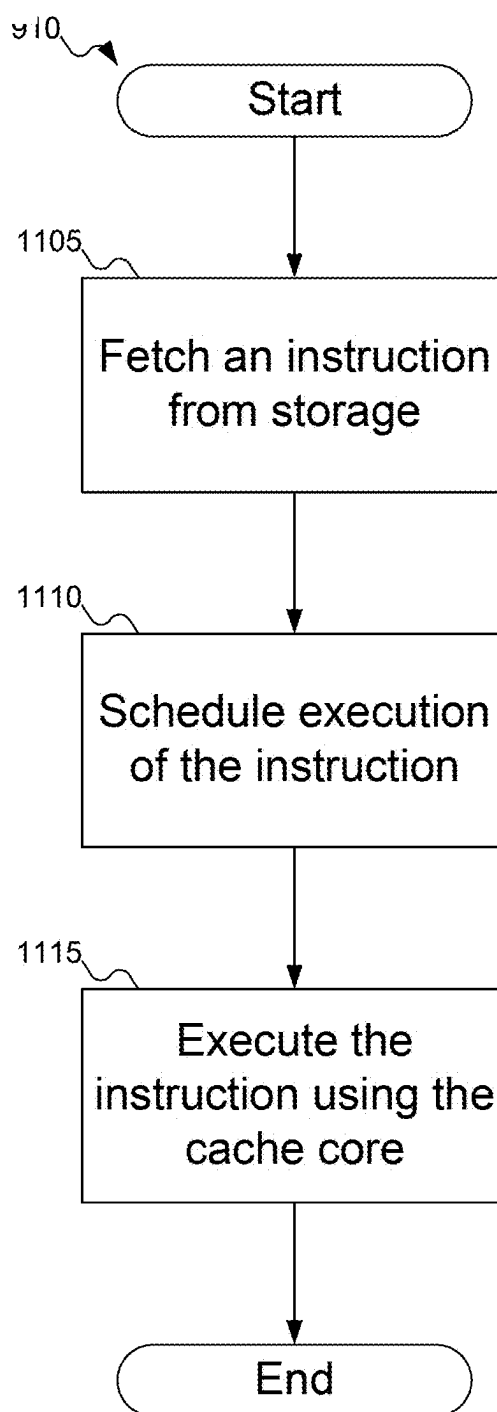 910
Start
1105
Fetch an instruction
from storage
1110
Schedule execution
of the instruction
1115
Execute the
instruction using the
cache core
End